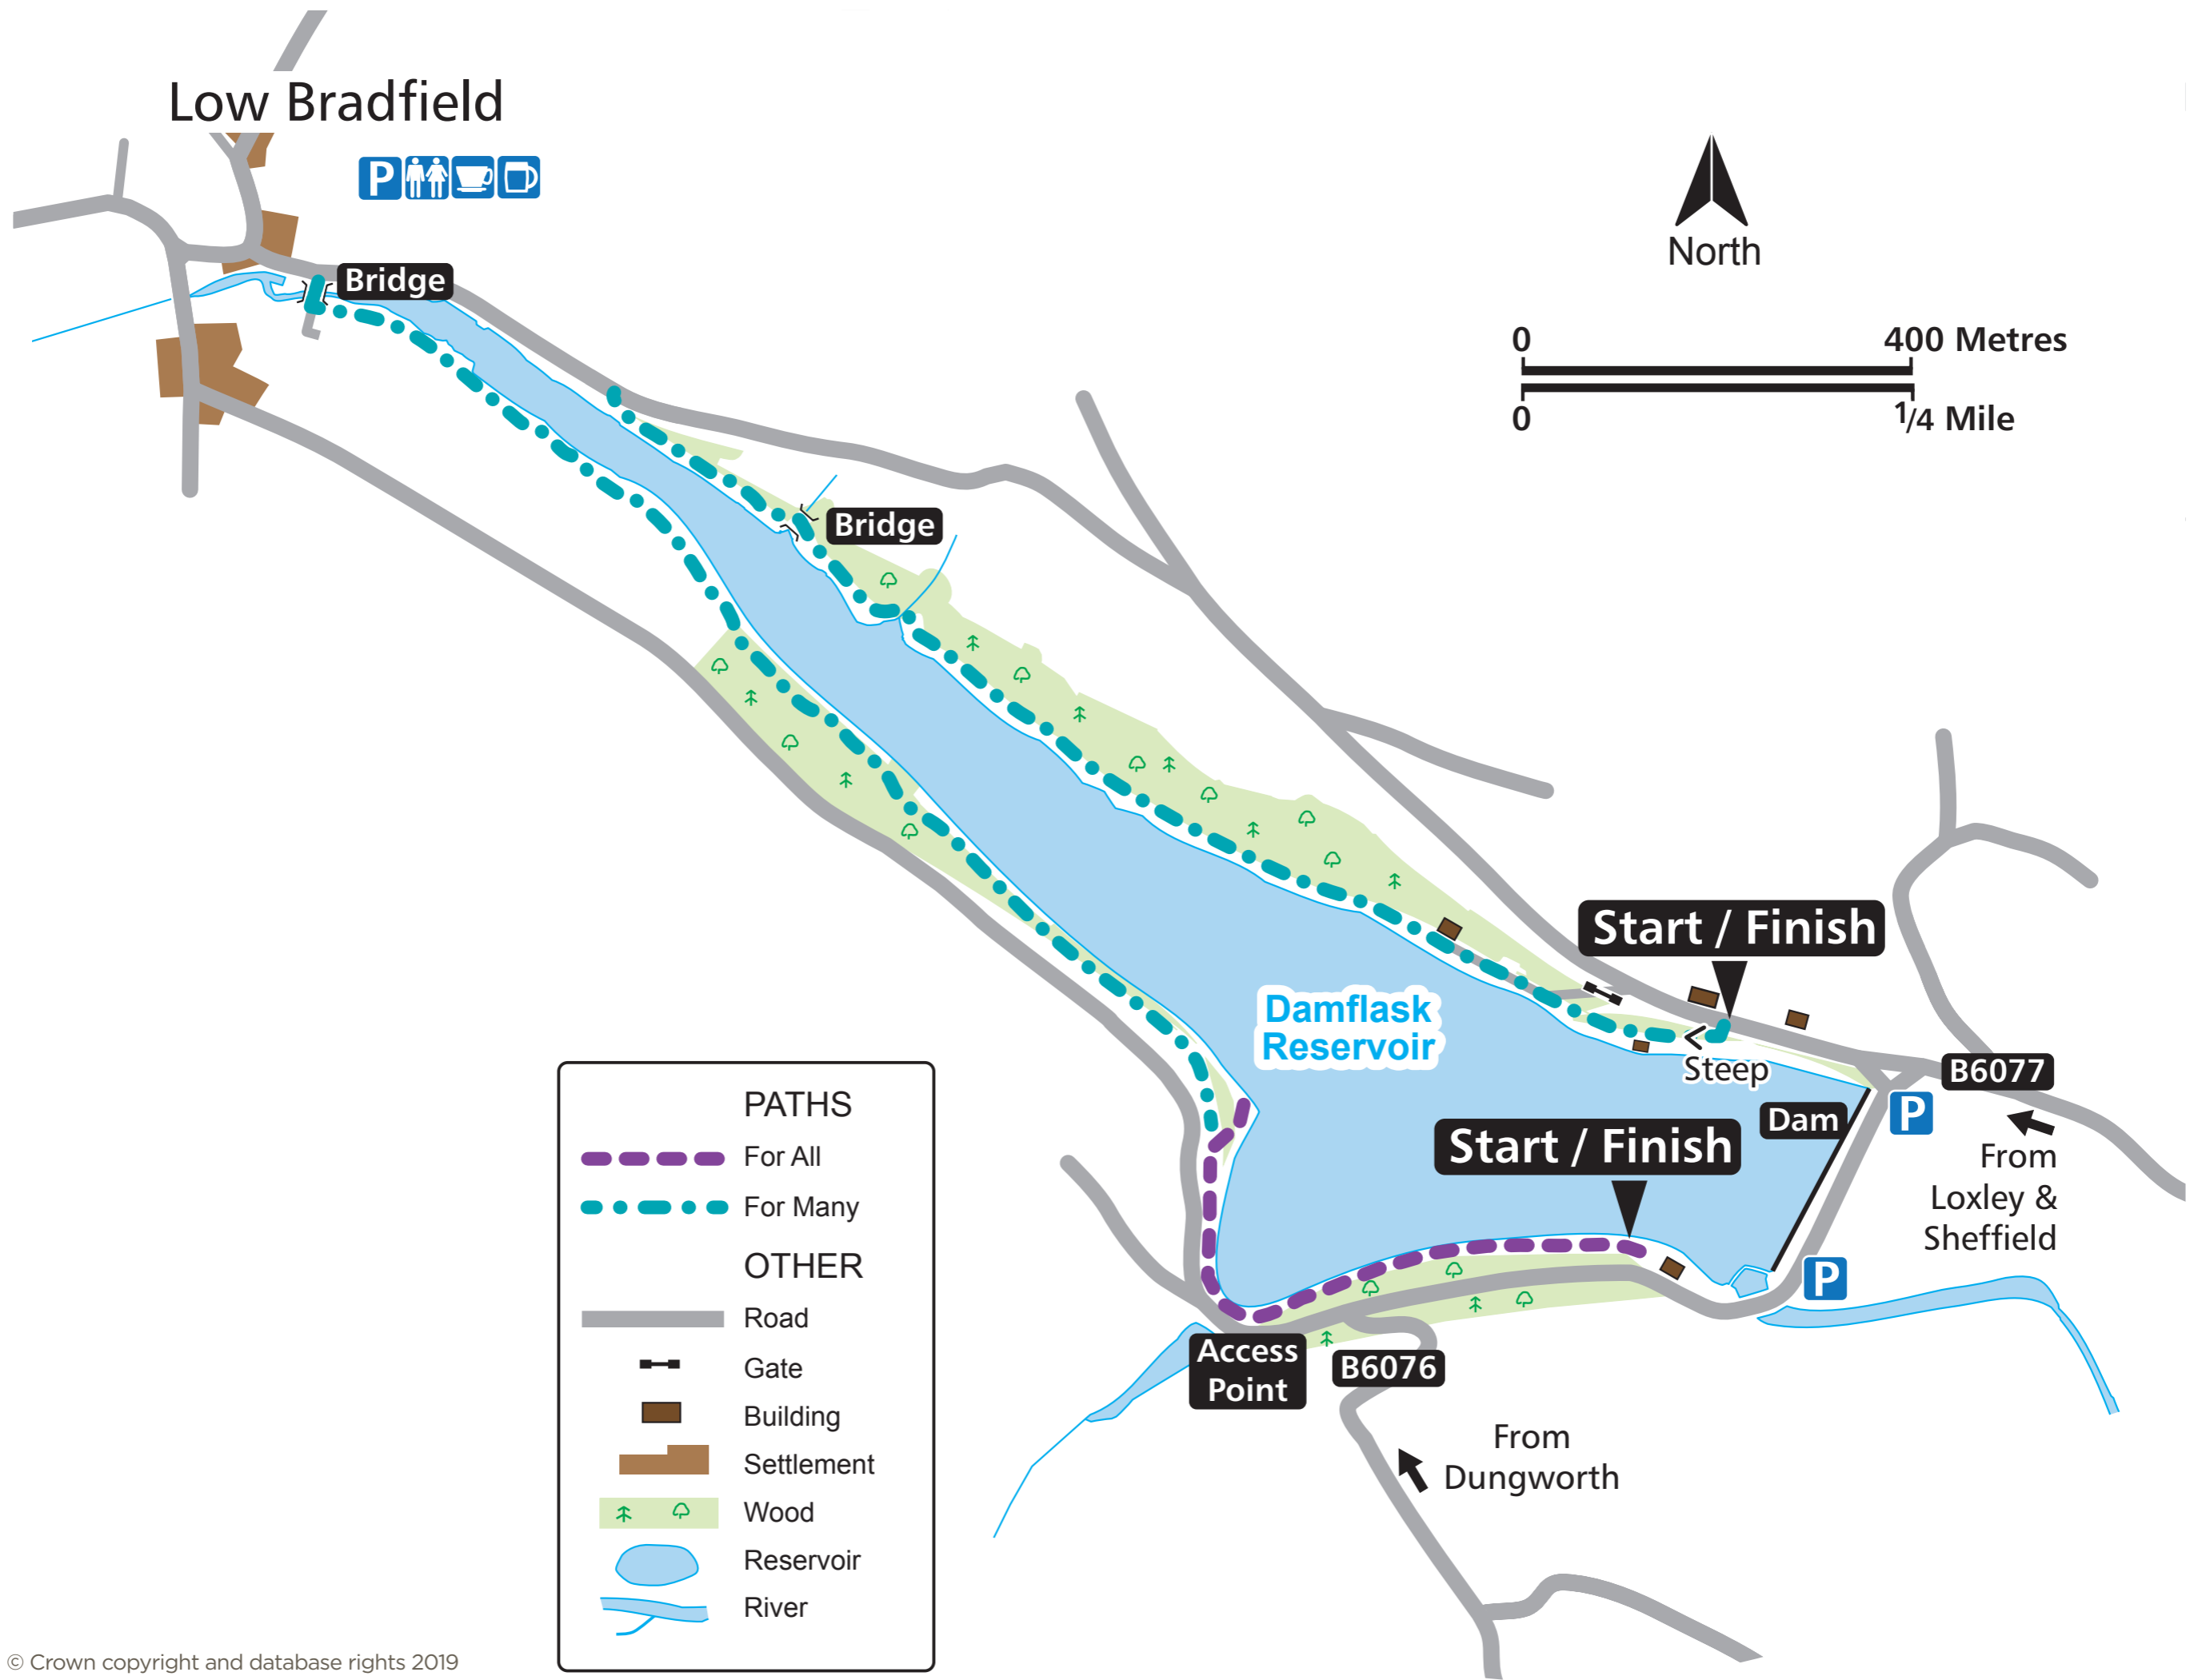 Low Bradfield
P
Bridge
North
0
400 Metres
0
1/4 Mile
Bridge
Start / Finish
Damflask
Reservoir
Steep
B6077
P
Dam
From
Loxley &
Sheffield
Start / Finish
P
Access
Point
B6076
From
Dungworth
PATHS
For All
For Many
OTHER
Road
Gate
Building
Settlement
Wood
Reservoir
River
© Crown copyright and database rights 2019